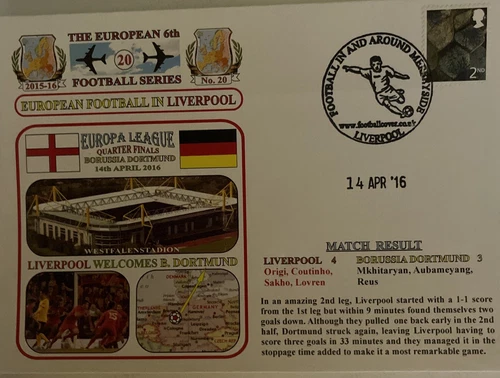 THE EUROPEAN 6th
20
FOOTBALL SERIES
2015-16
No. 20
EUROPEAN FOOTBALL IN LIVERPOOL
EUROPA LEAGUE
QUARTER FINALS
BORUSSIA DORTMUND
14th APRIL 2016
WESTFALENSTADION
LIVERPOOL WELCOMES B. DORTMUND
FOOTBALL IN AND AROUND MERSEYSIDE
www.footballcover.co.uk
LIVERPOOL
2ND
14 APR '16
MATCH RESULT
LIVERPOOL 4 BORUSSIA DORTMUND 3
Origi, Coutinho, Mkhitaryan, Aubameyang,
Sakho, Lovren Reus
In an amazing 2nd leg, Liverpool started with a 1-1 score
from the 1st leg but within 9 minutes found themselves two
goals down. Although they pulled one back early in the 2nd
half, Dortmund struck again, leaving Liverpool having to
score three goals in 33 minutes and they managed it in the
stoppage time added to make it a most remarkable game.